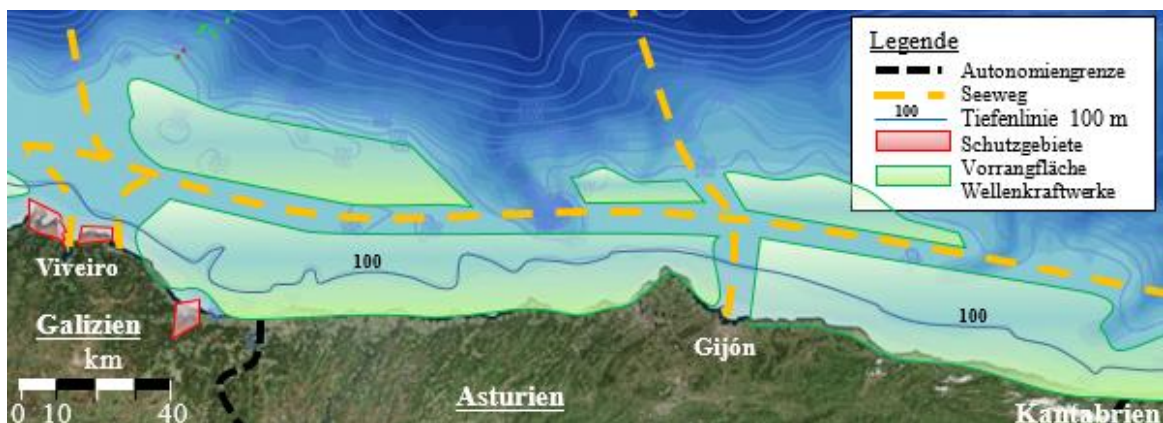 Legende
Autonomiengrenze
Seeweg
100
Tiefenlinie 100 m
Schutzgebiete
Vorrangfläche
Wellenkraftwerke
100
Viveiro
Galizien
km
0 10 40
Asturien
Gijón
100
Kantabrien